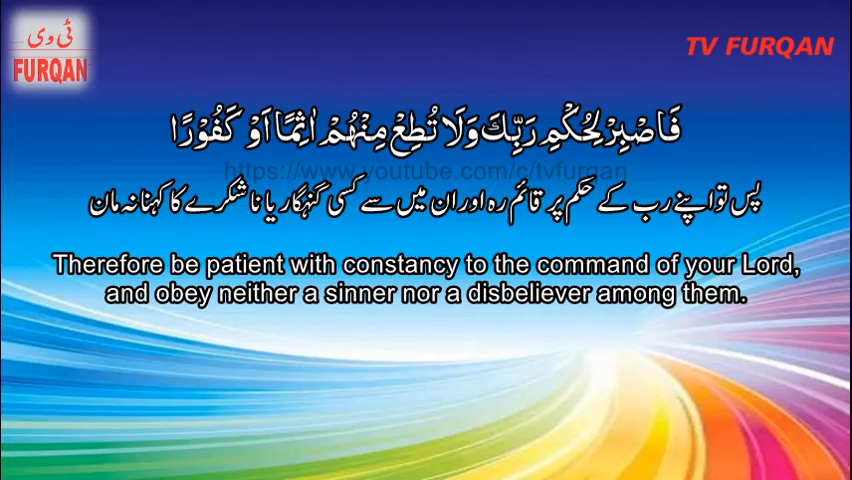 ٹی وی
FURQAN
TV FURQAN
فَاصْبِرْ لِحُكْمِ رَبِّكَ وَلَا تُطِعْ مِنْهُمْ اٰثِمًا اَوْ كَفُوْرًا
https://www.youtube.com/c/tvfurqan
پس تو اپنے رب کے حکم پر قائم رہ اور ان میں سے کسی گنہگار یا ناشکرے کا کہنا نہ مان
Therefore be patient with constancy to the command of your Lord,
and obey neither a sinner nor a disbeliever among them.